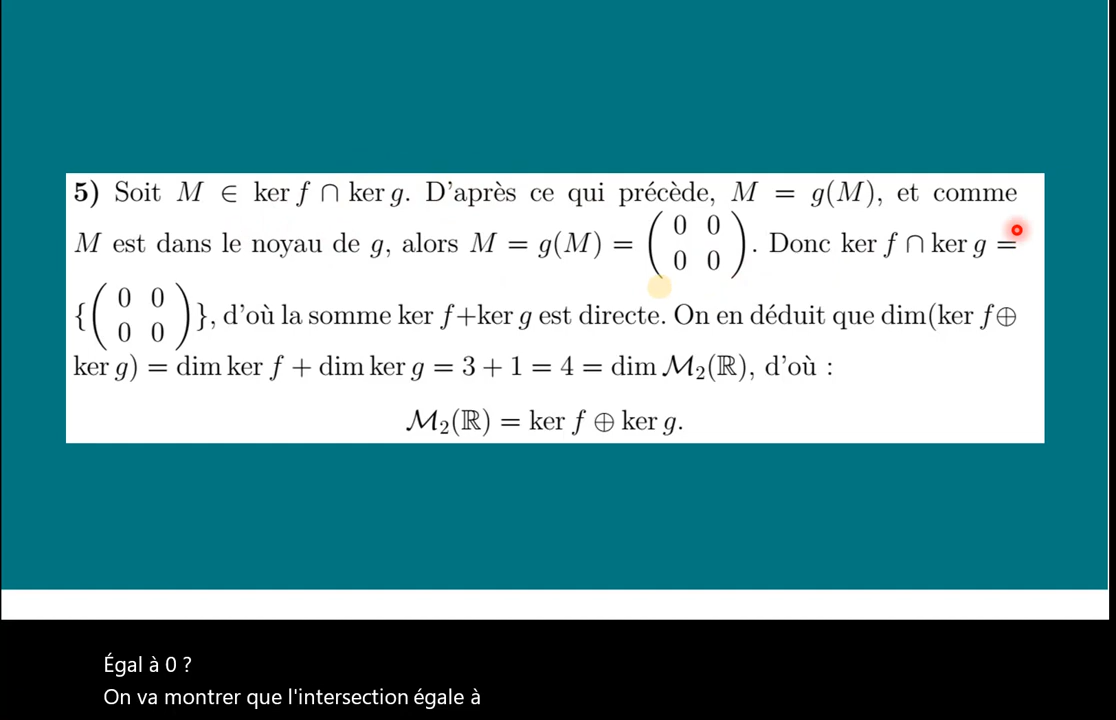 5) Soit M ∈ ker f ∩ ker g. D'après ce qui précède, M = g(M), et comme
M est dans le noyau de g, alors M = g(M) = ( 0 0 ; 0 0 ). Donc ker f ∩ ker g =
{( 0 0 ; 0 0 )}, d'où la somme ker f+ker g est directe. On en déduit que dim(ker f⊕
ker g) = dim ker f + dim ker g = 3 + 1 = 4 = dim ℳ₂(ℝ), d'où :
ℳ₂(ℝ) = ker f ⊕ ker g.
Égal à 0 ?
On va montrer que l'intersection égale à